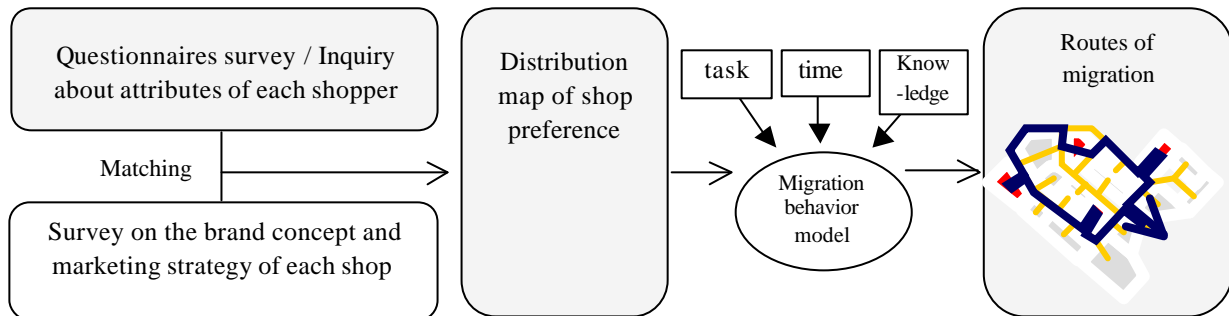 Questionnaires survey / Inquiry
about attributes of each shopper
Matching
Survey on the brand concept and
marketing strategy of each shop
Distribution
map of shop
preference
task
time
Know
-ledge
Migration
behavior
model
Routes of
migration